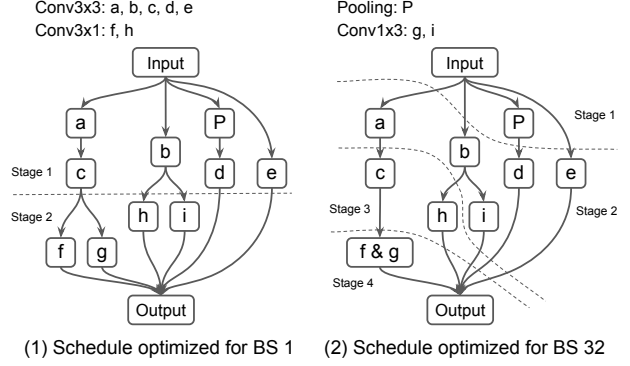 Conv3x3: a, b, c, d, e
Conv3x1: f, h
Input
a
P
b
Stage 1
c
d
e
Stage 2
h
i
f
g
Output
(1) Schedule optimized for BS 1
Pooling: P
Conv1x3: g, i
Input
Stage 1
a
P
b
c
d
e
Stage 3
h
i
Stage 2
f & g
Stage 4
Output
(2) Schedule optimized for BS 32